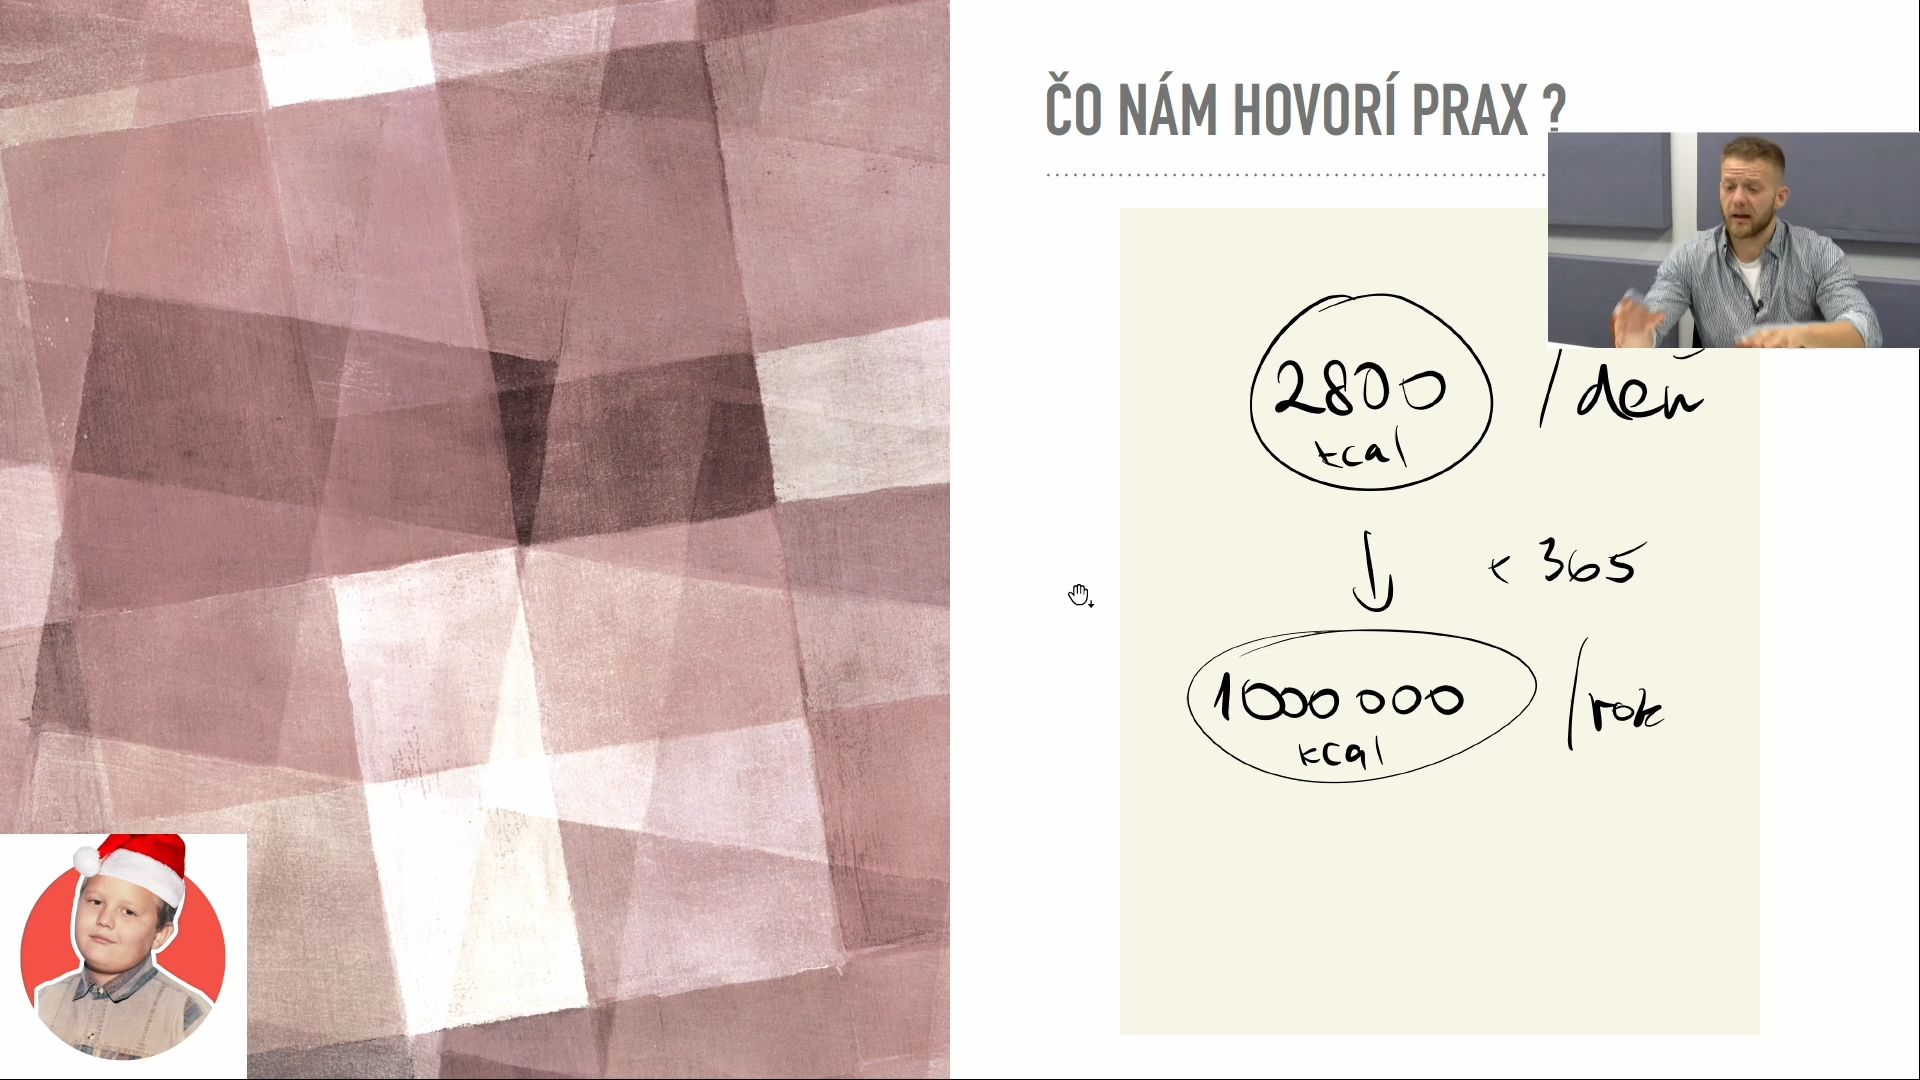 ČO NÁM HOVORÍ PRAX ?
2800 /deň
kcal
× 365
1000 000 /rok
kcal